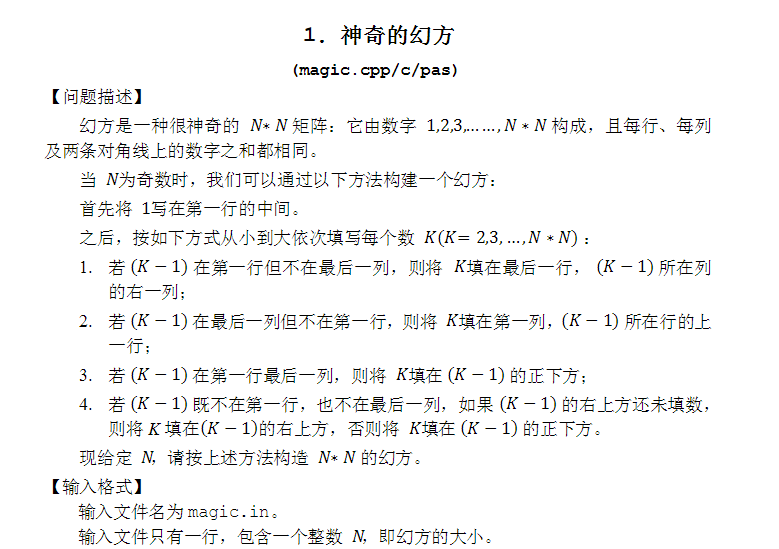 1. 神奇的幻方
(magic.cpp/c/pas)
【问题描述】
幻方是一种很神奇的 N*N 矩阵：它由数字 1,2,3,……,N * N 构成，且每行、每列
及两条对角线上的数字之和都相同。
当 N为奇数时，我们可以通过以下方法构建一个幻方：
首先将 1写在第一行的中间。
之后，按如下方式从小到大依次填写每个数 K(K= 2,3, …,N * N)：
1. 若 (K − 1) 在第一行但不在最后一列，则将 K填在最后一行， (K − 1) 所在列
的右一列；
2. 若 (K − 1) 在最后一列但不在第一行，则将 K填在第一列，(K − 1) 所在行的上
一行；
3. 若 (K − 1) 在第一行最后一列，则将 K填在 (K − 1) 的正下方；
4. 若 (K − 1) 既不在第一行，也不在最后一列，如果 (K − 1) 的右上方还未填数，
则将 K 填在(K − 1)的右上方，否则将 K填在 (K − 1) 的正下方。
现给定 N，请按上述方法构造 N*N 的幻方。
【输入格式】
输入文件名为 magic.in。
输入文件只有一行，包含一个整数 N，即幻方的大小。